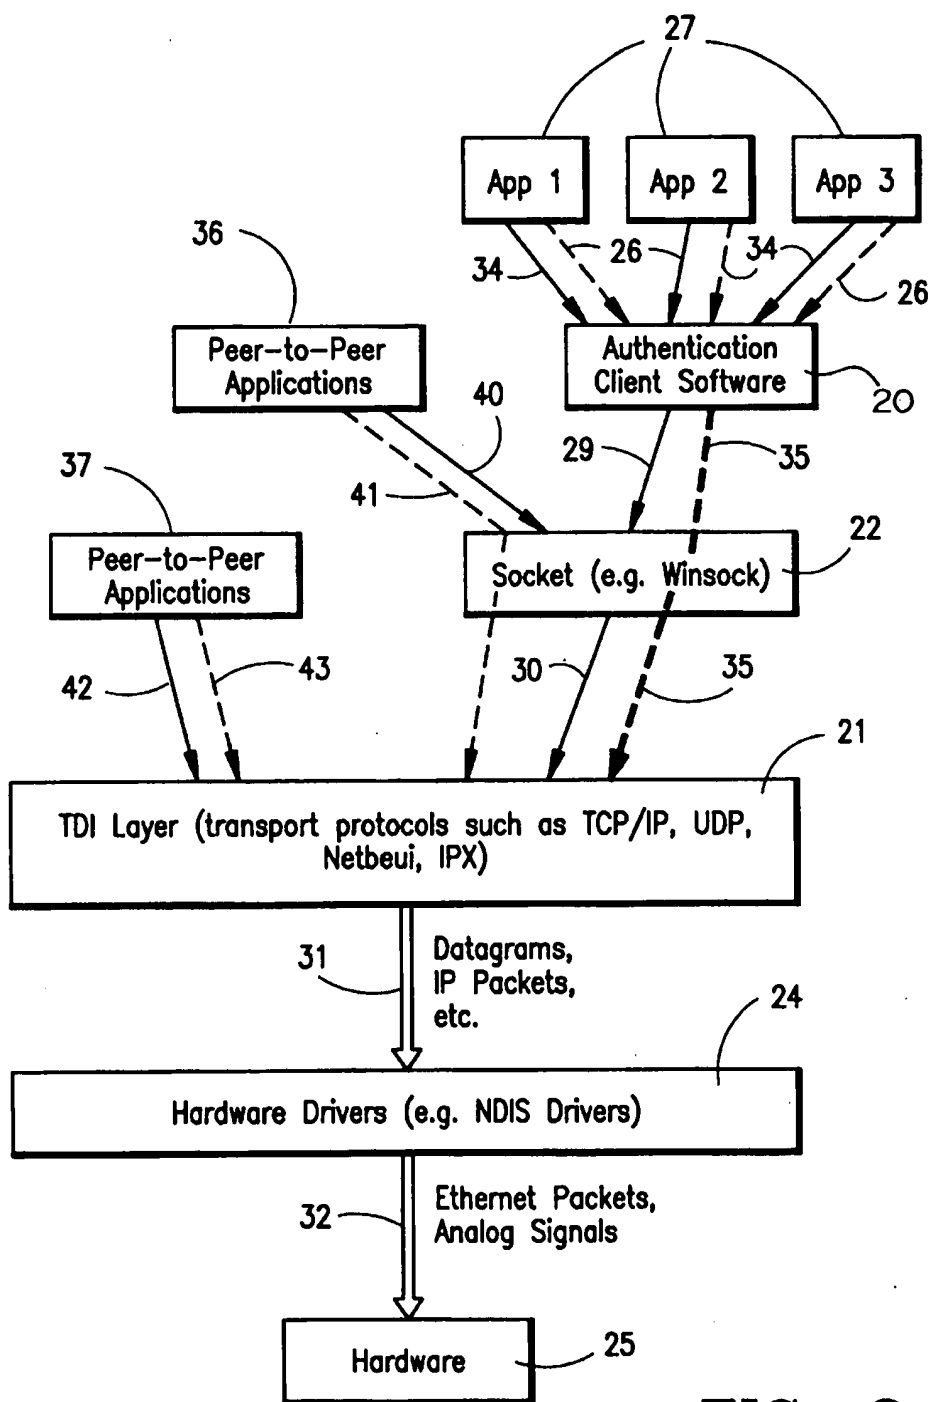 27
App 1
App 2
App 3
36
34
26
34
26
Peer-to-Peer
Applications
Authentication
Client Software
20
40
29
35
37
41
22
Peer-to-Peer
Applications
Socket (e.g. Winsock)
42
43
30
35
21
TDI Layer (transport protocols such as TCP/IP, UDP,
Netbeui, IPX)
31
Datagrams,
IP Packets,
etc.
24
Hardware Drivers (e.g. NDIS Drivers)
32
Ethernet Packets,
Analog Signals
Hardware
25